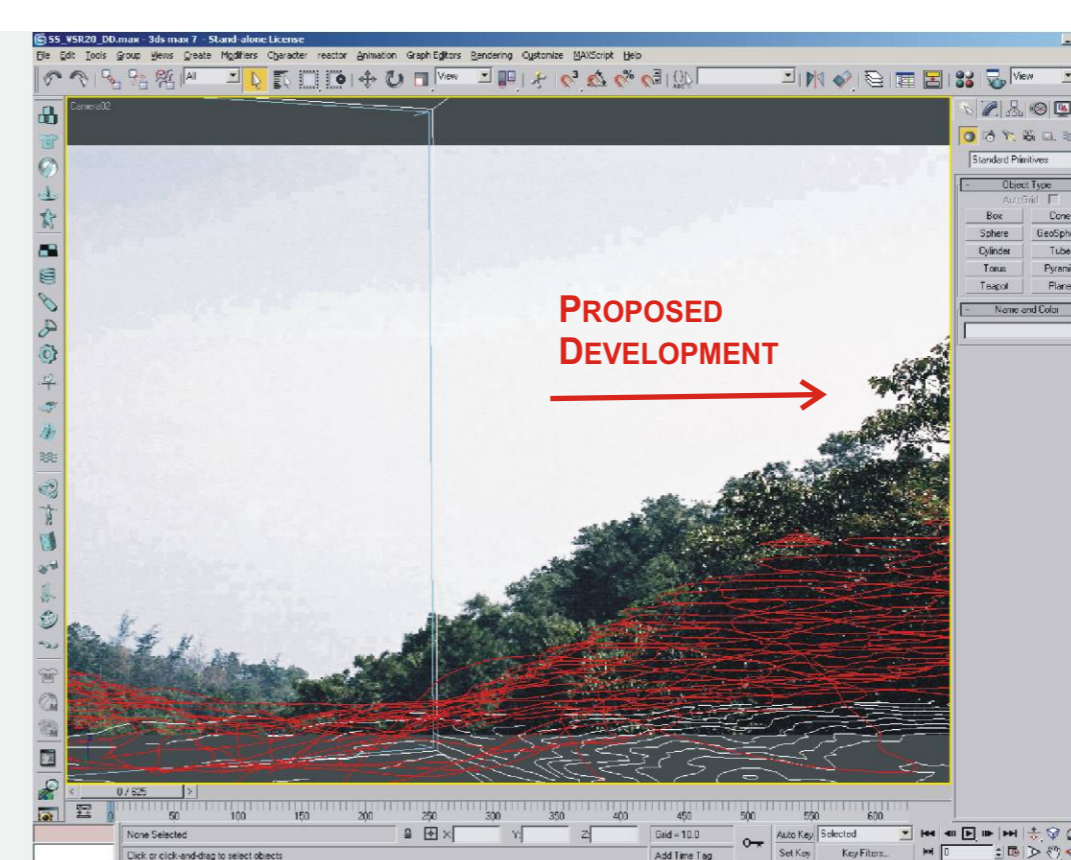 55_VSR20_DD.max - 3ds max 7 - Stand-alone License
File Edit Tools Group Views Create Modifiers Character reactor Animation Graph Editors Rendering Customize MAXScript Help
All
View
View
Camera02
Standard Primitives
- Object Type
AutoGrid
Box Cone
Sphere GeoSphe
Cylinder Tube
Torus Pyrami
Teapot Plane
- Name and Color
PROPOSED
DEVELOPMENT
< 0 / 625 >
0 50 100 150 200 250 300 350 400 450 500 550 600
None Selected X: Y: Z: Grid = 10.0 Auto Key Selected
Click or click-and-drag to select objects Add Time Tag Set Key Key Filters... 0